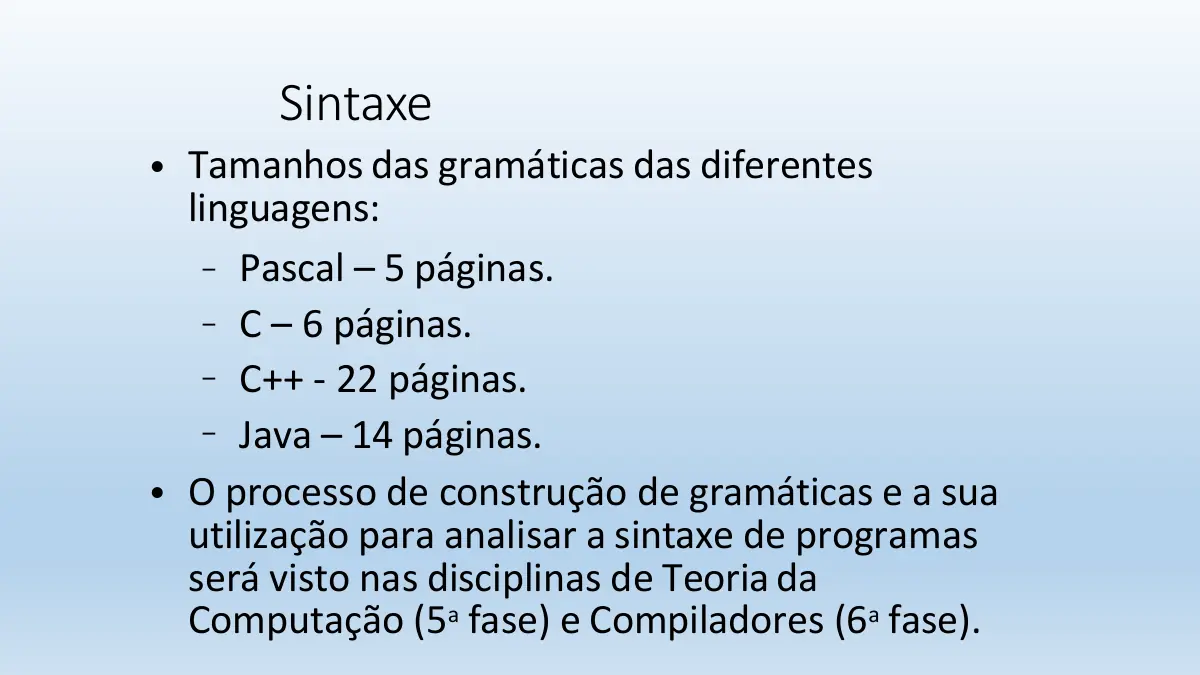 Sintaxe
• Tamanhos das gramáticas das diferentes
linguagens:
– Pascal – 5 páginas.
– C – 6 páginas.
– C++ - 22 páginas.
– Java – 14 páginas.
• O processo de construção de gramáticas e a sua
utilização para analisar a sintaxe de programas
será visto nas disciplinas de Teoria da
Computação (5ª fase) e Compiladores (6ª fase).